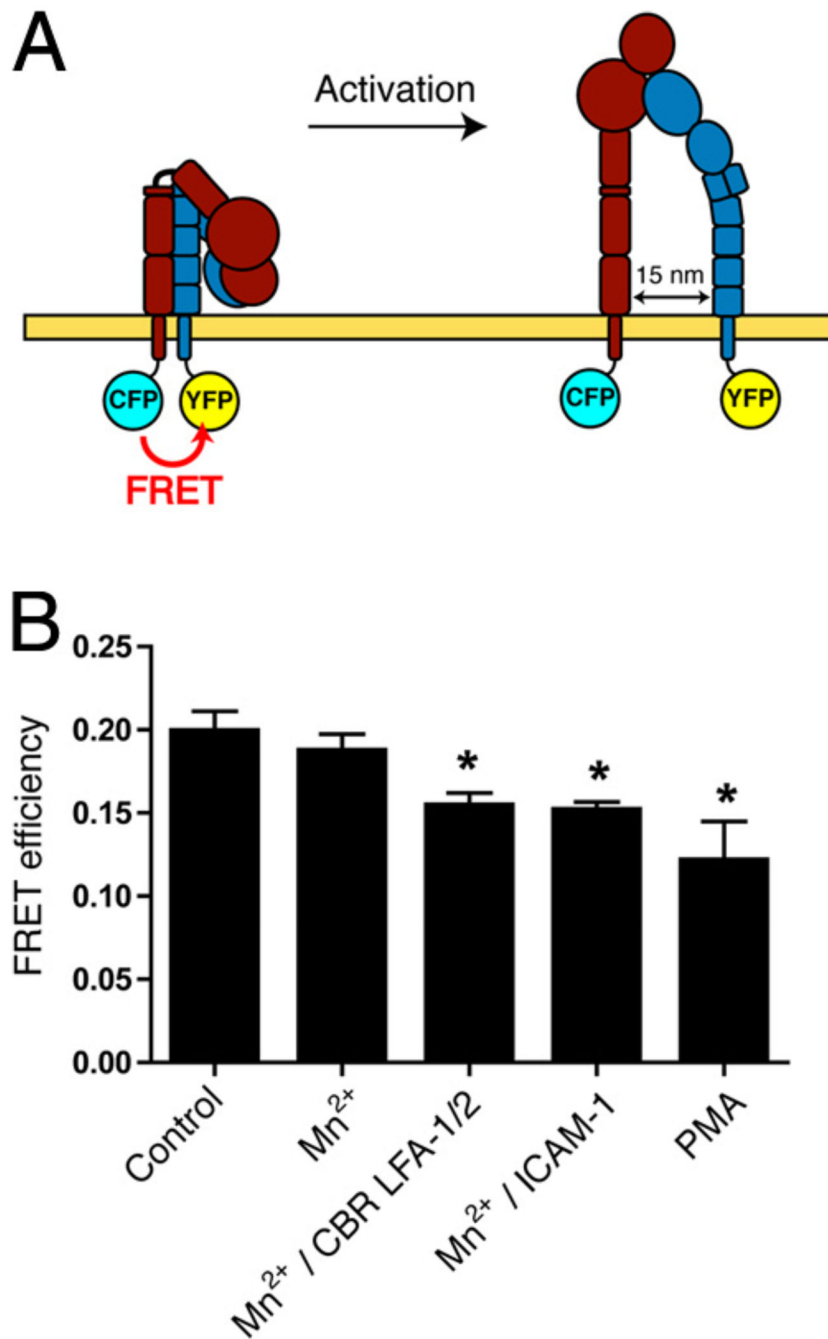 A
Activation
15 nm
CFP YFP CFP YFP
FRET
B
FRET efficiency
0.25
0.20
0.15
0.10
0.05
0.00
* * *
Control
Mn²⁺
Mn²⁺ / CBR LFA-1/2
Mn²⁺ / ICAM-1
PMA